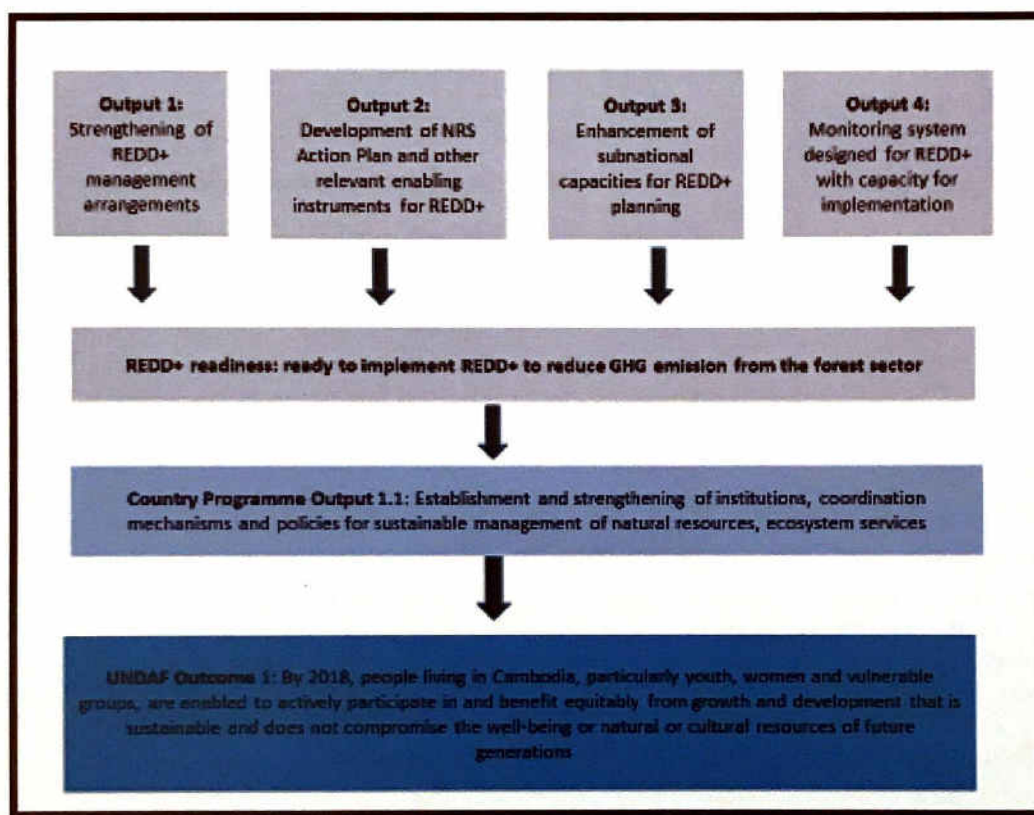 Output 1:
Strengthening of
REDD+
management
arrangements
Output 2:
Development of NRS
Action Plan and other
relevant enabling
instruments for REDD+
Output 3:
Enhancement of
subnational
capacities for REDD+
planning
Output 4:
Monitoring system
designed for REDD+
with capacity for
implementation
REDD+ readiness: ready to implement REDD+ to reduce GHG emission from the forest sector
Country Programme Output 1.1: Establishment and strengthening of institutions, coordination
mechanisms and policies for sustainable management of natural resources, ecosystem services
UNDAF Outcome 1: By 2018, people living in Cambodia, particularly youth, women and vulnerable
groups, are enabled to actively participate in and benefit equitably from growth and development that is
sustainable and does not compromise the well-being or natural or cultural resources of future
generations